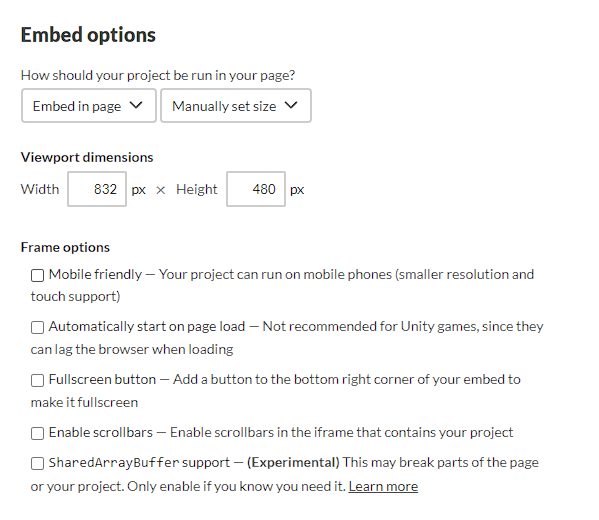 Embed options
How should your project be run in your page?
Embed in page Manually set size
Viewport dimensions
Width 832 px × Height 480 px
Frame options
Mobile friendly — Your project can run on mobile phones (smaller resolution and
touch support)
Automatically start on page load — Not recommended for Unity games, since they
can lag the browser when loading
Fullscreen button — Add a button to the bottom right corner of your embed to
make it fullscreen
Enable scrollbars — Enable scrollbars in the iframe that contains your project
SharedArrayBuffer support — (Experimental) This may break parts of the page
or your project. Only enable if you know you need it. Learn more